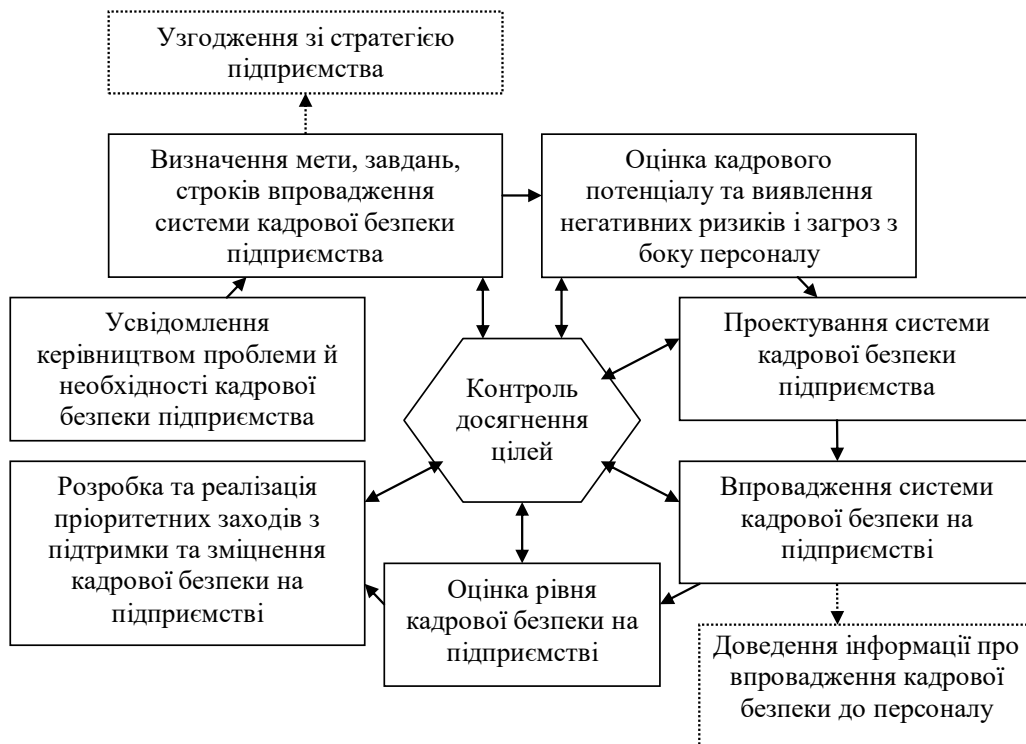 Узгодження зі стратегією
підприємства
Визначення мети, завдань,
строків впровадження
системи кадрової безпеки
підприємства
Оцінка кадрового
потенціалу та виявлення
негативних ризиків і загроз з
боку персоналу
Усвідомлення
керівництвом проблеми й
необхідності кадрової
безпеки підприємства
Контроль
досягнення
цілей
Проектування системи
кадрової безпеки
підприємства
Розробка та реалізація
пріоритетних заходів з
підтримки та зміцнення
кадрової безпеки на
підприємстві
Оцінка рівня
кадрової безпеки на
підприємстві
Впровадження системи
кадрової безпеки на
підприємстві
Доведення інформації про
впровадження кадрової
безпеки до персоналу